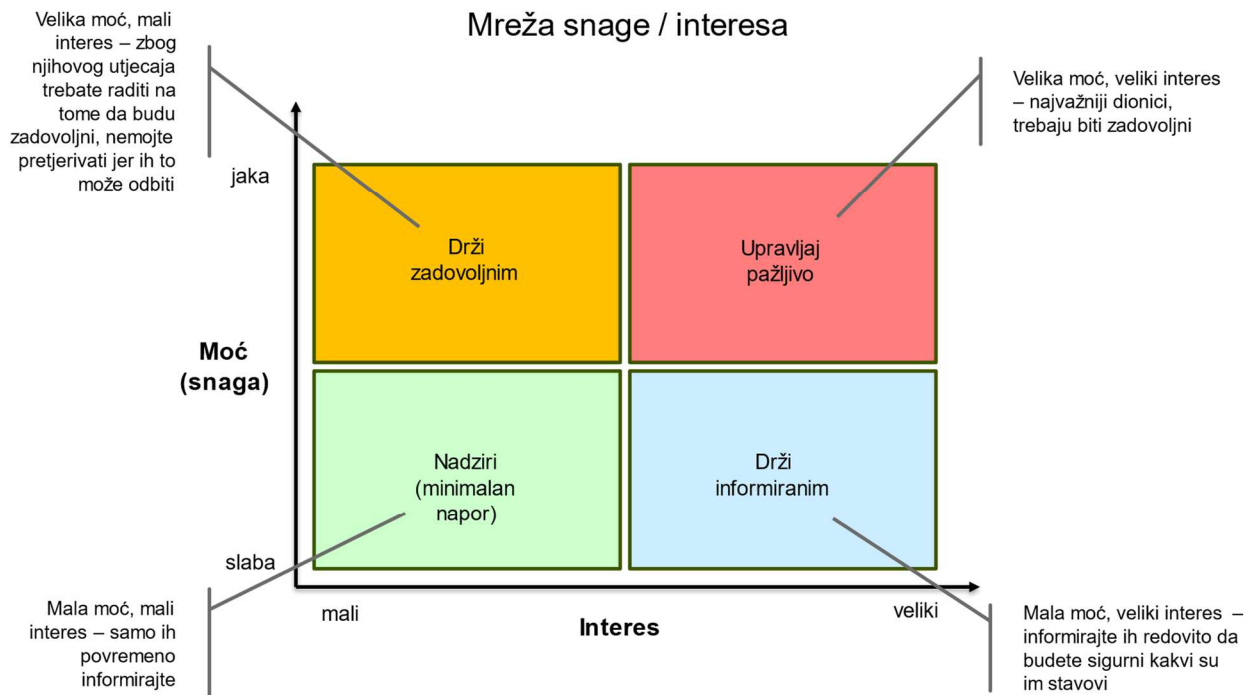 Mreža snage / interesa
Velika moć, mali
interes – zbog
njihovog utjecaja
trebate raditi na
tome da budu
zadovoljni, nemojte
pretjerivati jer ih to
može odbiti
Velika moć, veliki interes
– najvažniji dionici,
trebaju biti zadovoljni
jaka
Drži
zadovoljnim
Upravljaj
pažljivo
Moć
(snaga)
Nadziri
(minimalan
napor)
Drži
informiranim
slaba
mali
Interes
veliki
Mala moć, mali
interes – samo ih
povremeno
informirajte
Mala moć, veliki interes –
informirajte ih redovito da
budete sigurni kakvi su
im stavovi